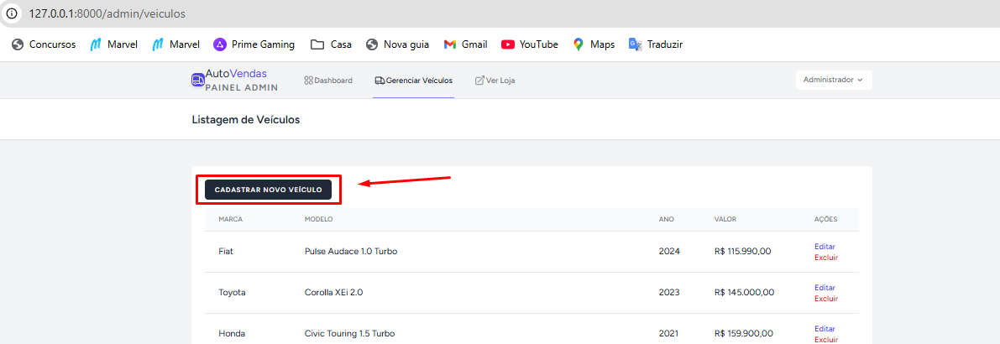 127.0.0.1:8000/admin/veiculos
Concursos Marvel Marvel Prime Gaming Casa Nova guia Gmail YouTube Maps Traduzir
AutoVendas
PAINEL ADMIN
Dashboard Gerenciar Veículos Ver Loja Administrador
Listagem de Veículos
CADASTRAR NOVO VEÍCULO
MARCA MODELO ANO VALOR AÇÕES
Fiat Pulse Audace 1.0 Turbo 2024 R$ 115.990,00 Editar
Excluir
Toyota Corolla XEi 2.0 2023 R$ 145.000,00 Editar
Excluir
Honda Civic Touring 1.5 Turbo 2021 R$ 159.900,00 Editar
Excluir